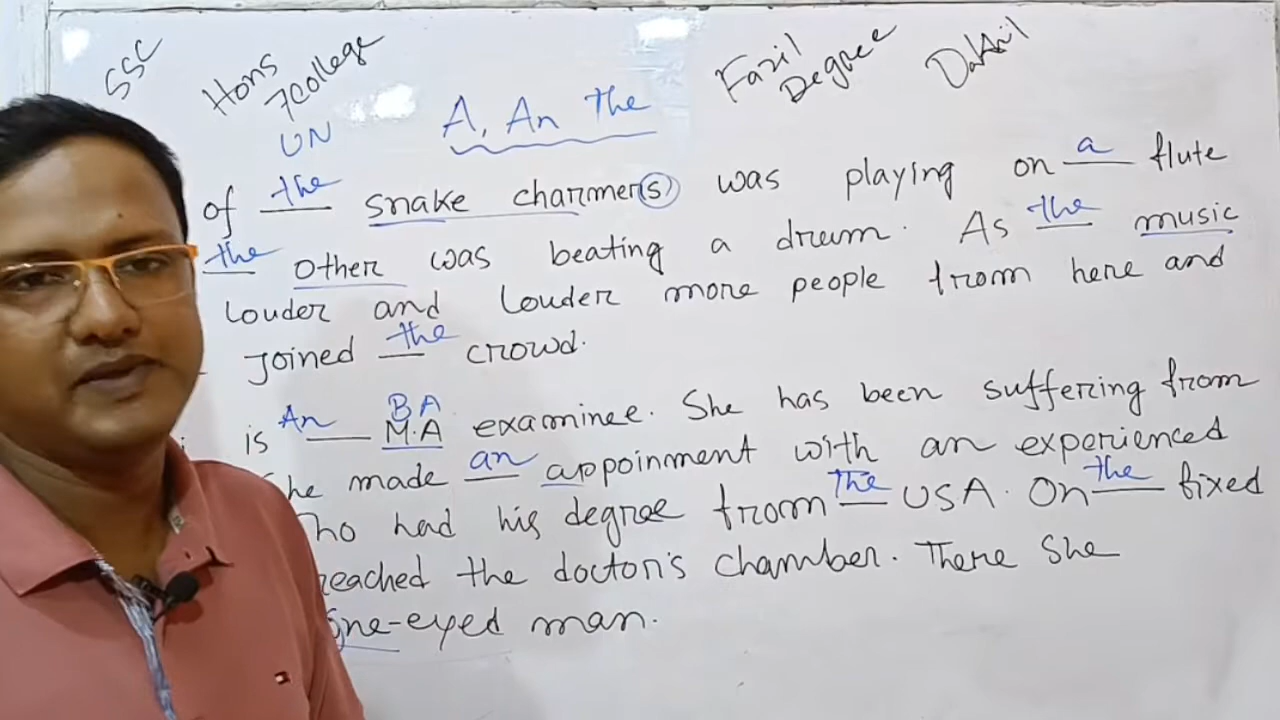 SSC
Hons
7College
UN
A, An The
Fazil
Degree
Dakhil
of the snake charmer(s) was playing on a flute
the other was beating a drum. As the music
louder and louder more people from here and
joined the crowd.
is An BA
M.A examinee. She has been suffering from
She made an appoinment with an experienced
who had his degree from The USA. On the fixed
reached the doctor's chamber. There she
one-eyed man.